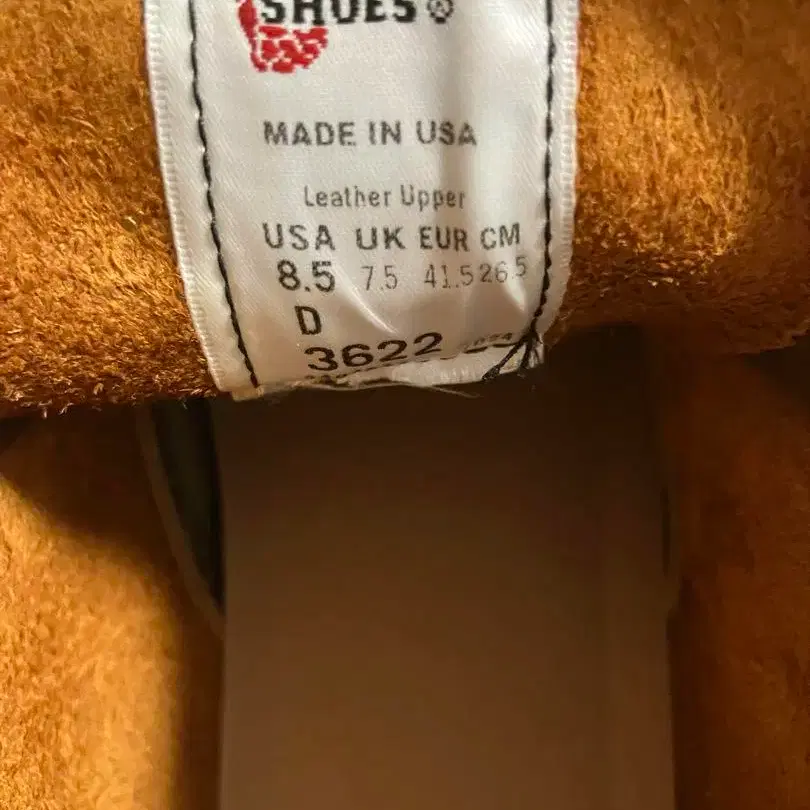 SHOES ®
MADE IN USA
Leather Upper
USA UK EUR CM
8.5 7.5 41.5 26.5
D
3622